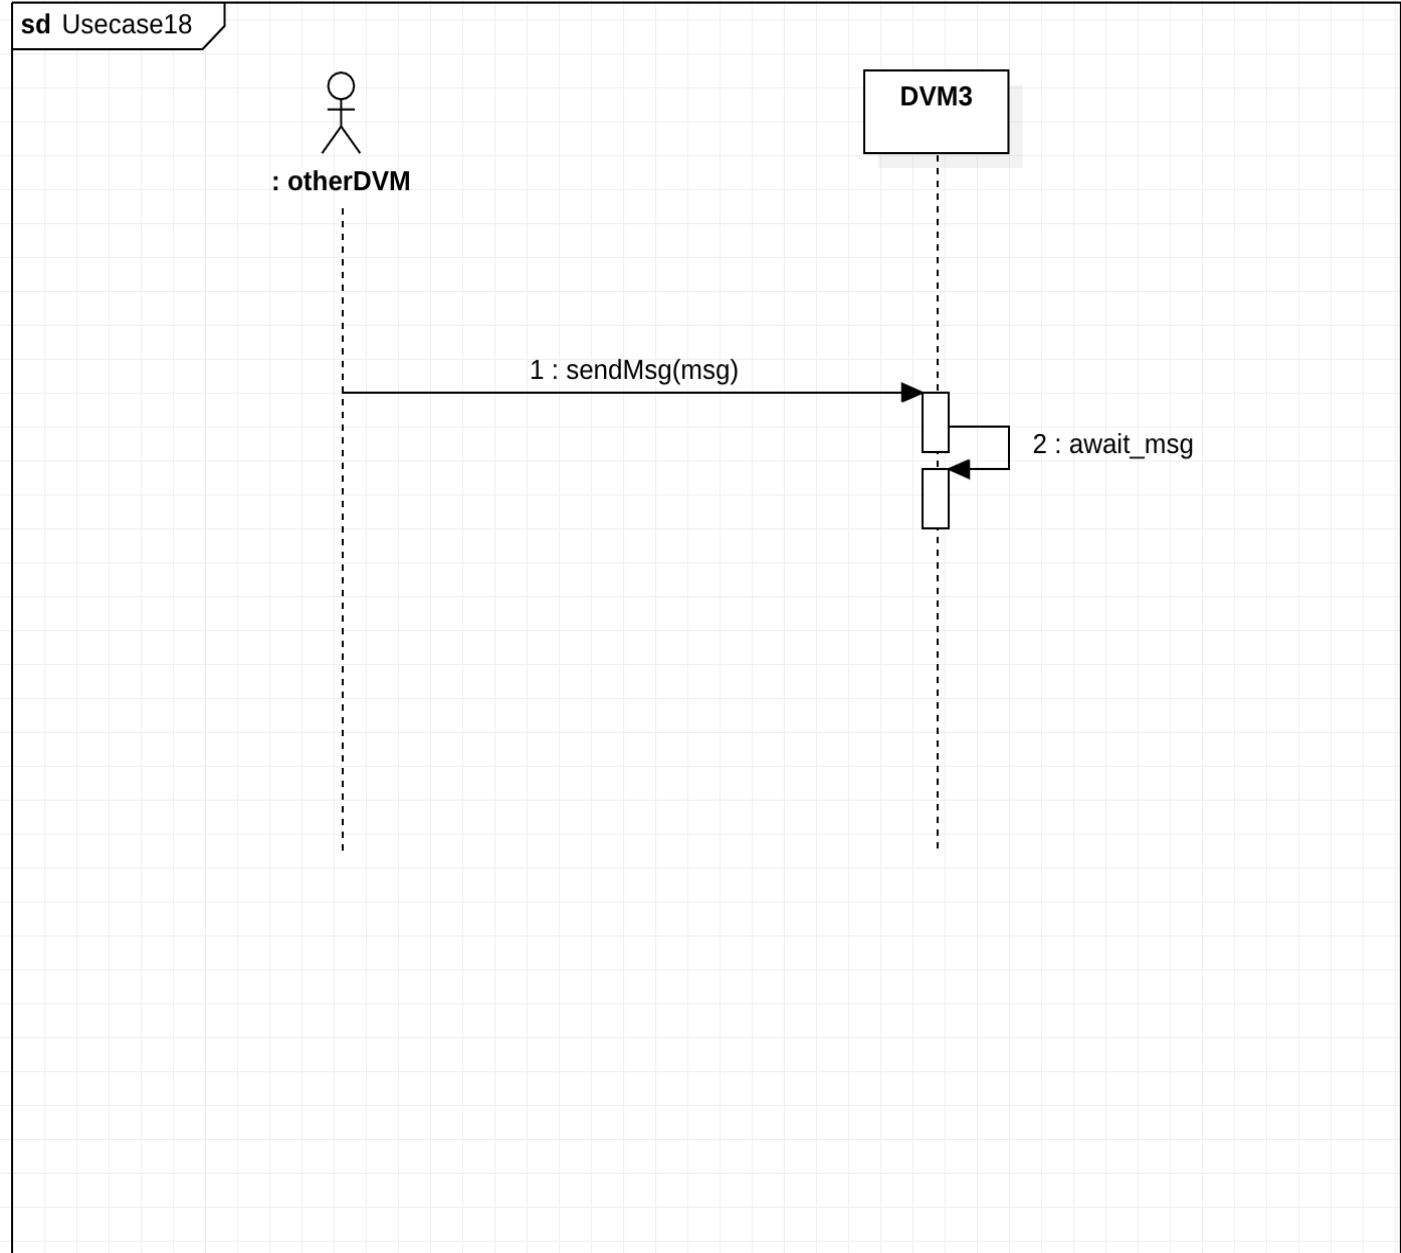 sd Usecase18
DVM3
: otherDVM
1 : sendMsg(msg)
2 : await_msg